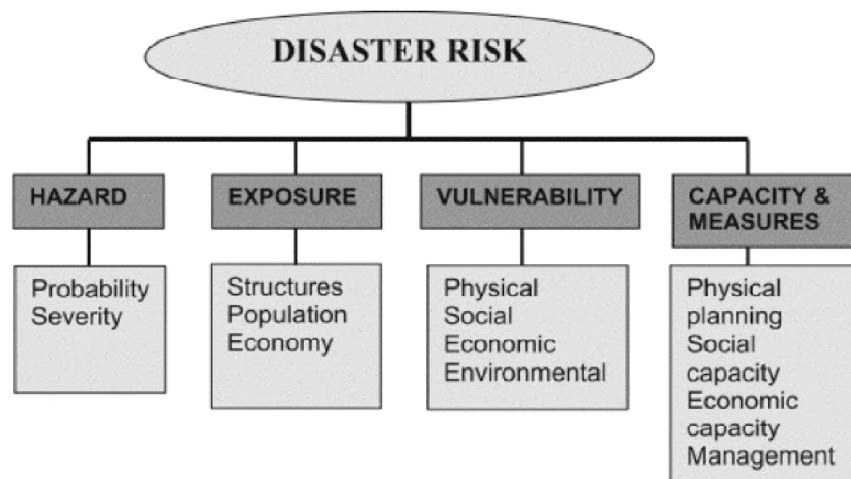 DISASTER RISK
HAZARD
Probability
Severity
EXPOSURE
Structures
Population
Economy
VULNERABILITY
Physical
Social
Economic
Environmental
CAPACITY &
MEASURES
Physical
planning
Social
capacity
Economic
capacity
Management